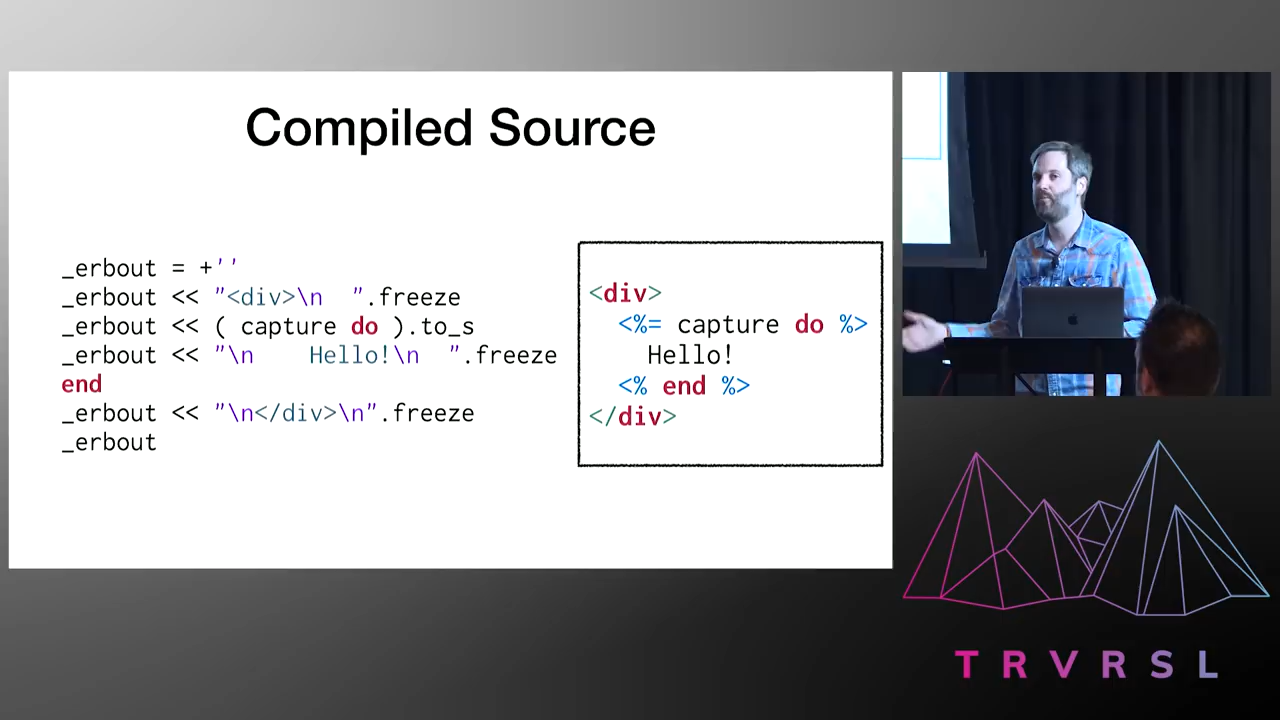 Compiled Source
_erbout = +''
_erbout << "<div>\n  ".freeze
_erbout << ( capture do ).to_s
_erbout << "\n    Hello!\n  ".freeze
end
_erbout << "\n</div>\n".freeze
_erbout
<div>
  <%= capture do %>
    Hello!
  <% end %>
</div>
TRVRSL